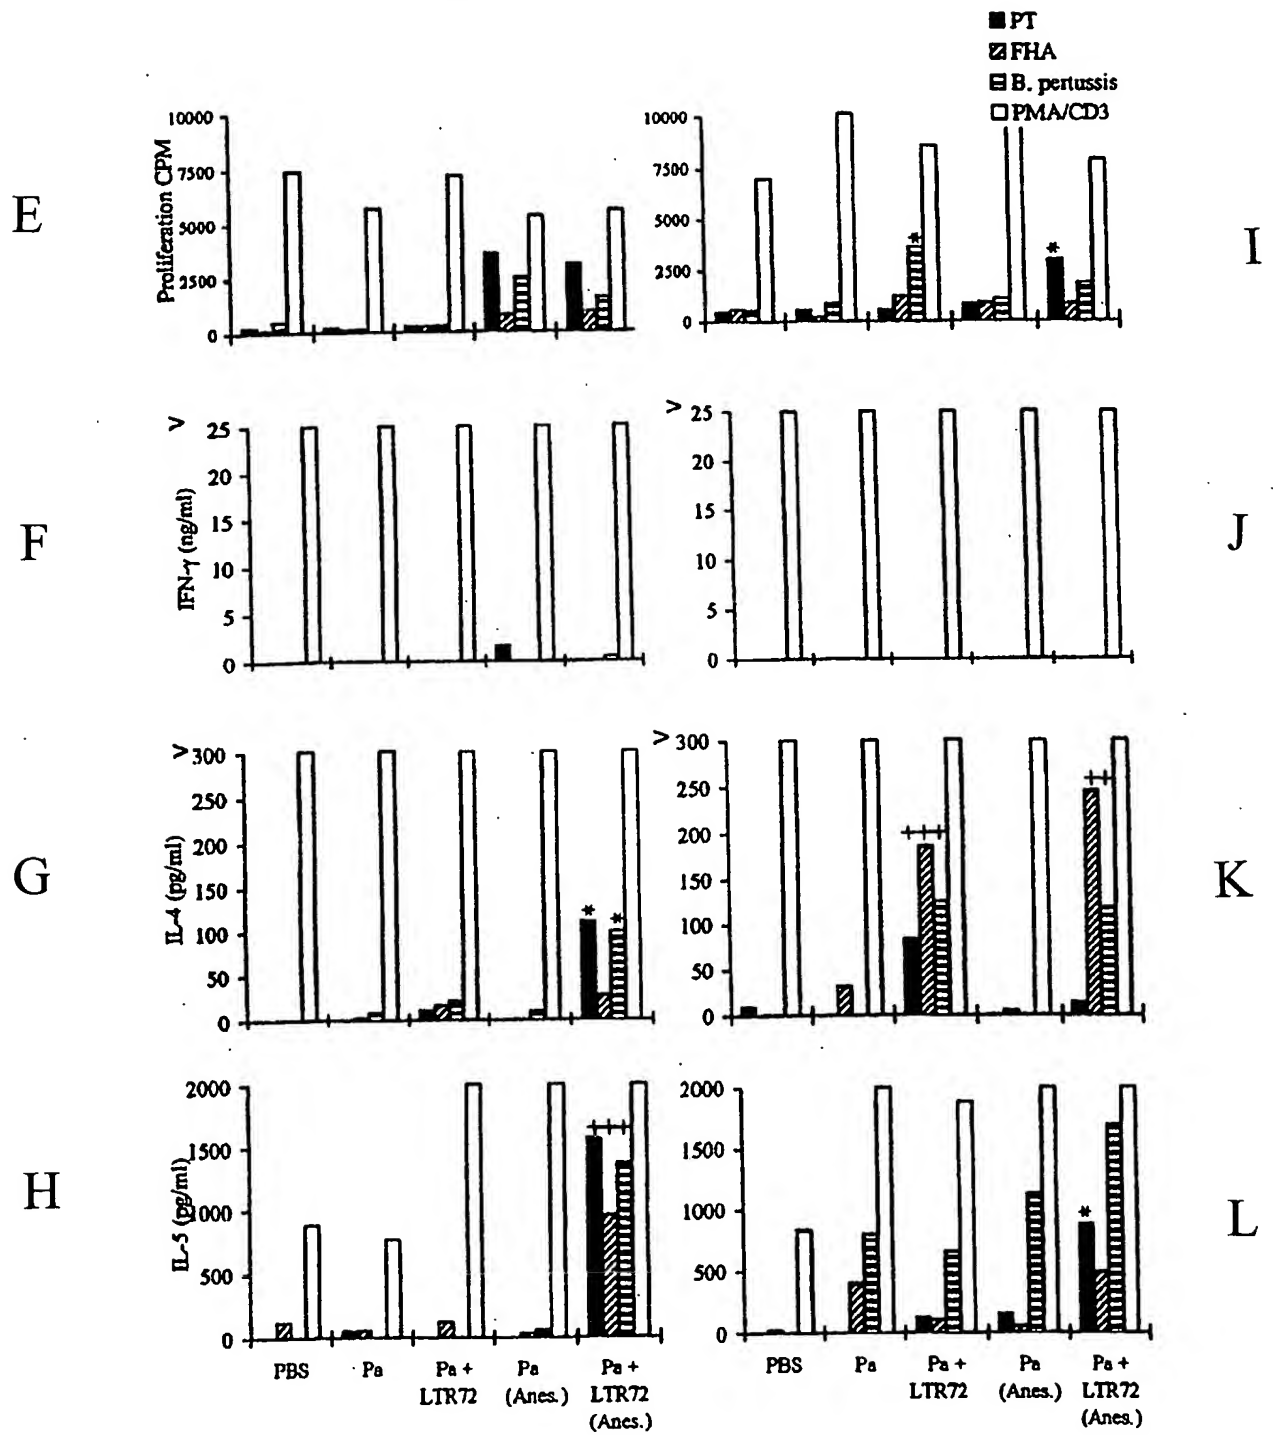 PT
FHA
B. pertussis
PMA/CD3
E
Proliferation CPM
10000
7500
5000
2500
0
10000
7500
5000
2500
0
*
*
I
F
>
IFN-γ (ng/ml)
25
20
15
10
5
0
>
25
20
15
10
5
0
J
G
>
IL-4 (pg/ml)
300
250
200
150
100
50
0
*
*
>
300
250
200
150
100
50
0
+++
++
K
H
IL-5 (pg/ml)
2000
1500
1000
500
0
+++
2000
1500
1000
500
0
*
L
PBS
Pa
Pa +
LTR72
Pa
(Anes.)
Pa +
LTR72
(Anes.)
PBS
Pa
Pa +
LTR72
Pa
(Anes.)
Pa +
LTR72
(Anes.)